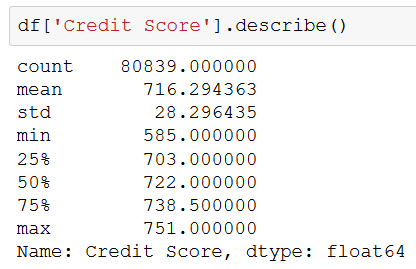 df['Credit Score'].describe()
count    80839.000000
mean       716.294363
std         28.296435
min        585.000000
25%        703.000000
50%        722.000000
75%        738.500000
max        751.000000
Name: Credit Score, dtype: float64